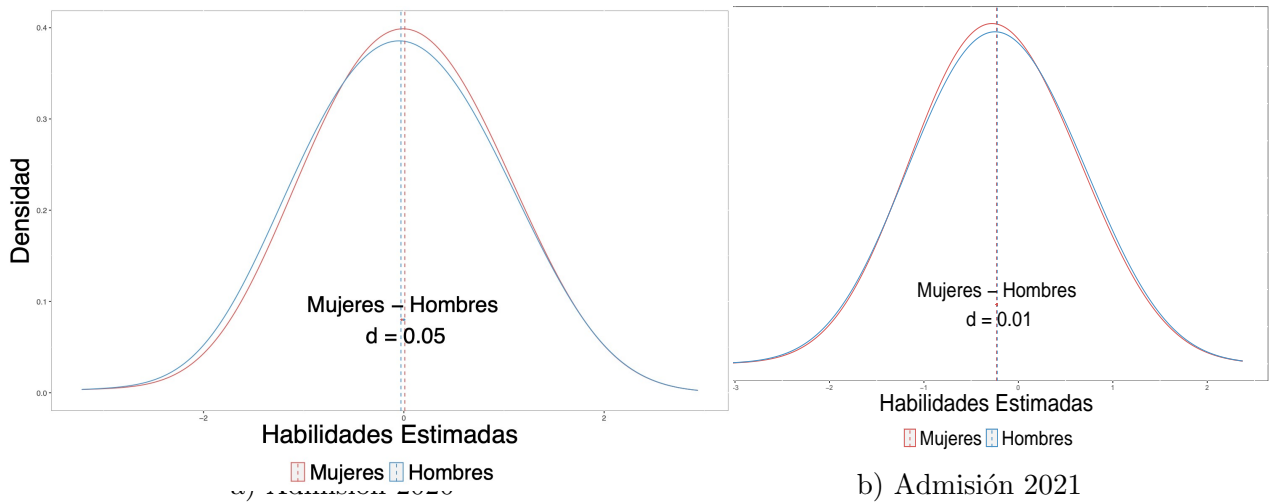 Densidad
0.4
0.3
0.2
0.1
0.0
Mujeres – Hombres
d = 0.05
−2
0
2
Habilidades Estimadas
Mujeres Hombres
Mujeres – Hombres
d = 0.01
−3
−2
−1
0
1
2
Habilidades Estimadas
Mujeres Hombres
b) Admisión 2021